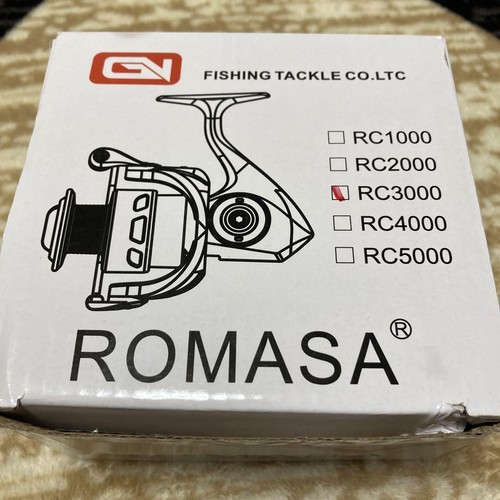 GN
FISHING TACKLE CO.LTC
RC1000
RC2000
RC3000
RC4000
RC5000
ROMASA®